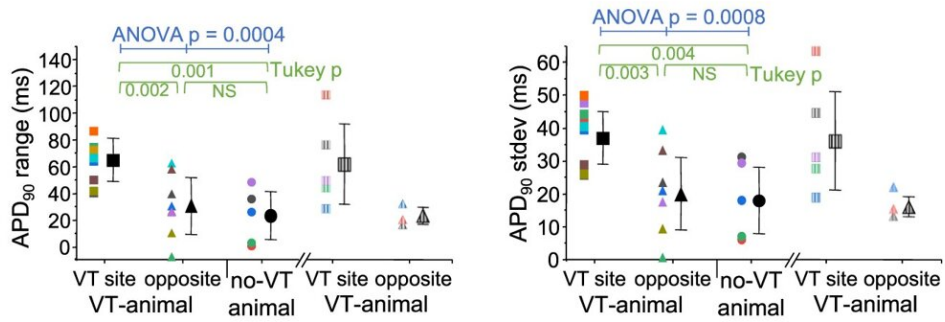 ANOVA p = 0.0004
0.001
Tukey p
0.002
NS
APD90 range (ms)
140
120
100
80
60
40
20
0
VT site
opposite
no-VT
VT site
opposite
VT-animal
animal
VT-animal
ANOVA p = 0.0008
0.004
0.003
NS
Tukey p
APD90 stdev (ms)
60
50
40
30
20
10
0
VT site
opposite
no-VT
VT site
opposite
VT-animal
animal
VT-animal